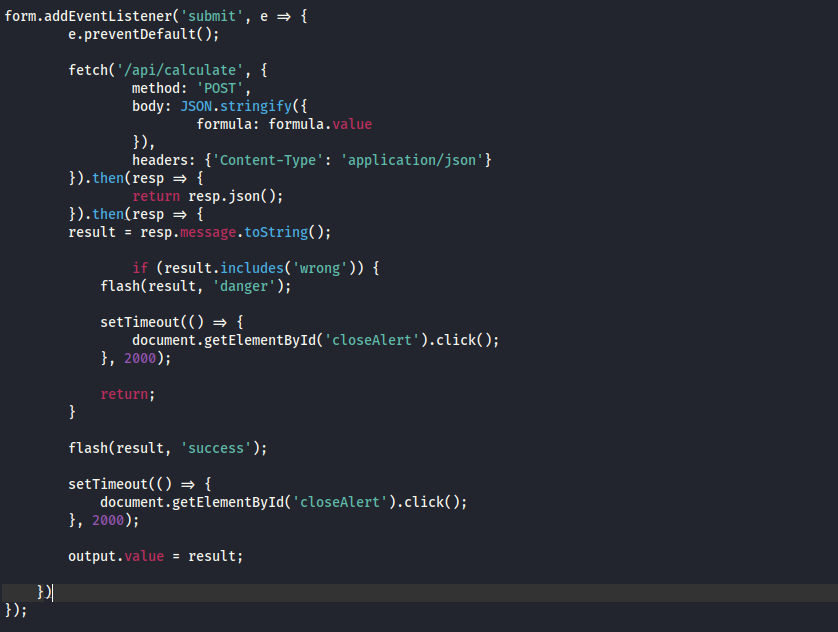 form.addEventListener('submit', e => {
        e.preventDefault();

        fetch('/api/calculate', {
                method: 'POST',
                body: JSON.stringify({
                        formula: formula.value
                }),
                headers: {'Content-Type': 'application/json'}
        }).then(resp => {
                return resp.json();
        }).then(resp => {
        result = resp.message.toString();

                if (result.includes('wrong')) {
            flash(result, 'danger');

            setTimeout(() => {
                document.getElementById('closeAlert').click();
            }, 2000);

            return;
        }

        flash(result, 'success');

        setTimeout(() => {
            document.getElementById('closeAlert').click();
        }, 2000);

        output.value = result;

    })
});